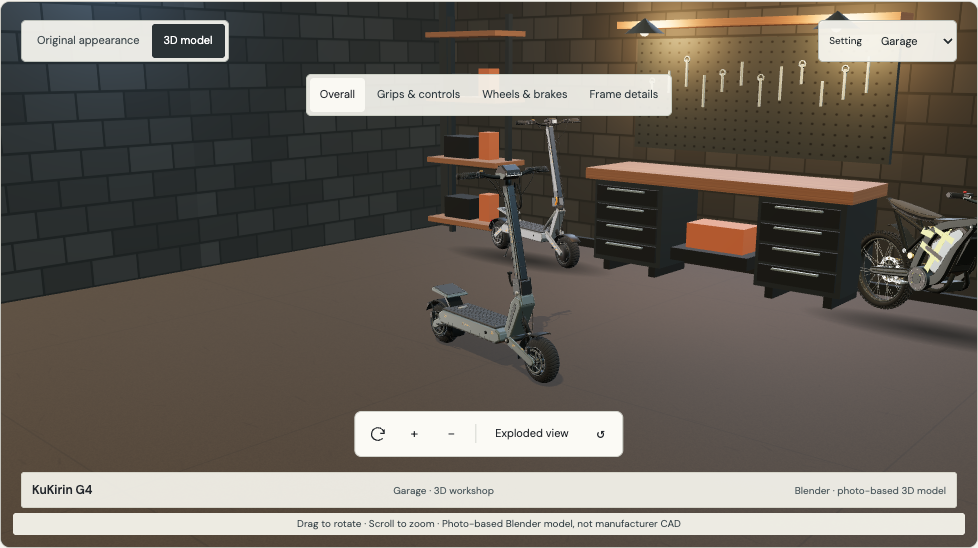 Original appearance
3D model
Setting
Garage
Overall
Grips & controls
Wheels & brakes
Frame details
+
−
Exploded view
KuKirin G4
Garage · 3D workshop
Blender · photo-based 3D model
Drag to rotate · Scroll to zoom · Photo-based Blender model, not manufacturer CAD